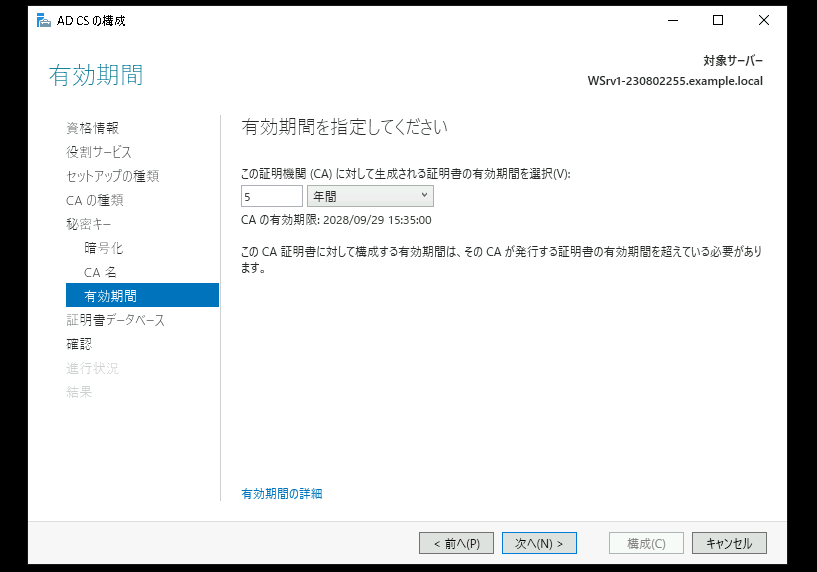 AD CS の構成
有効期間
対象サーバー
WSrv1-230802255.example.local
資格情報
役割サービス
セットアップの種類
CA の種類
秘密キー
暗号化
CA 名
有効期間
証明書データベース
確認
進行状況
結果
有効期間を指定してください
この証明機関 (CA) に対して生成される証明書の有効期間を選択(V):
5
年間
CA の有効期限: 2028/09/29 15:35:00
この CA 証明書に対して構成する有効期間は、その CA が発行する証明書の有効期間を超えている必要があり
ます。
有効期間の詳細
< 前へ(P)
次へ(N) >
構成(C)
キャンセル